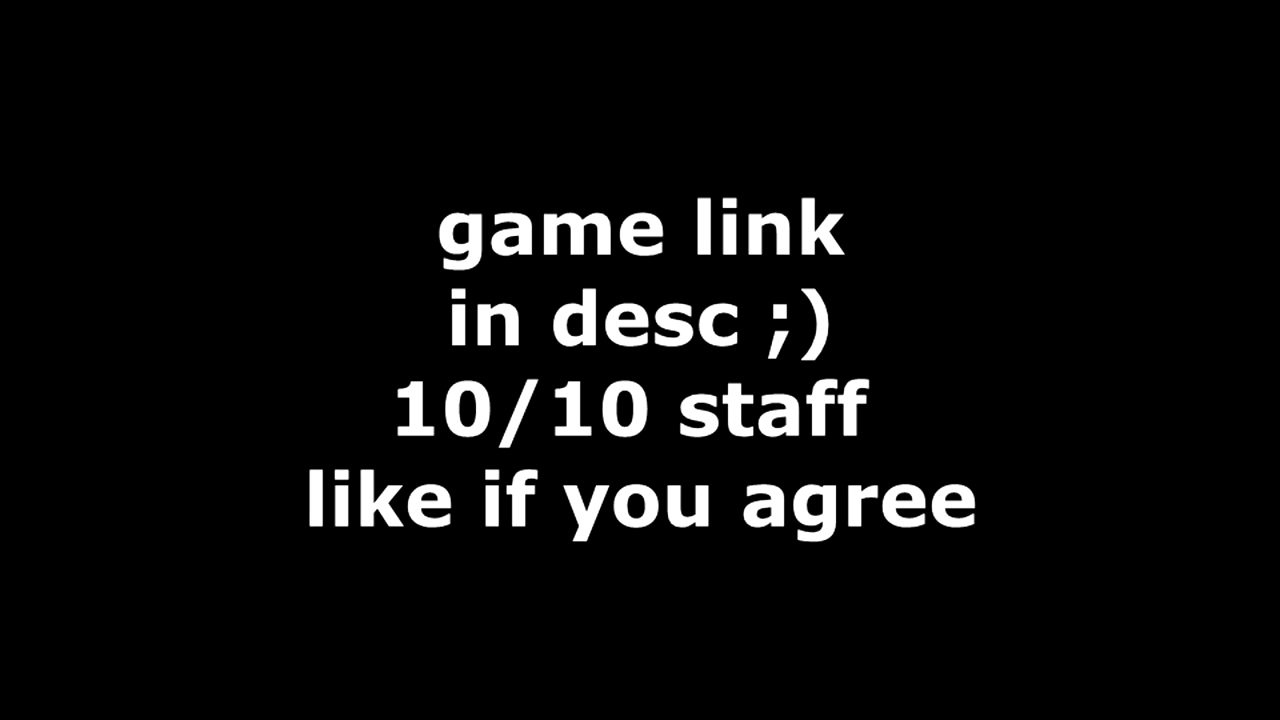 game link
in desc ;)
10/10 staff
like if you agree